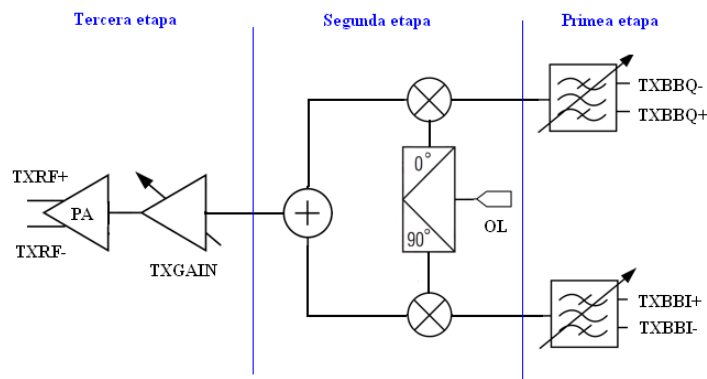 Tercera etapa
Segunda etapa
Primea etapa
TXBBQ-
TXBBQ+
0°
TXRF+
PA
OL
90°
TXRF-
TXGAIN
TXBBI+
TXBBI-